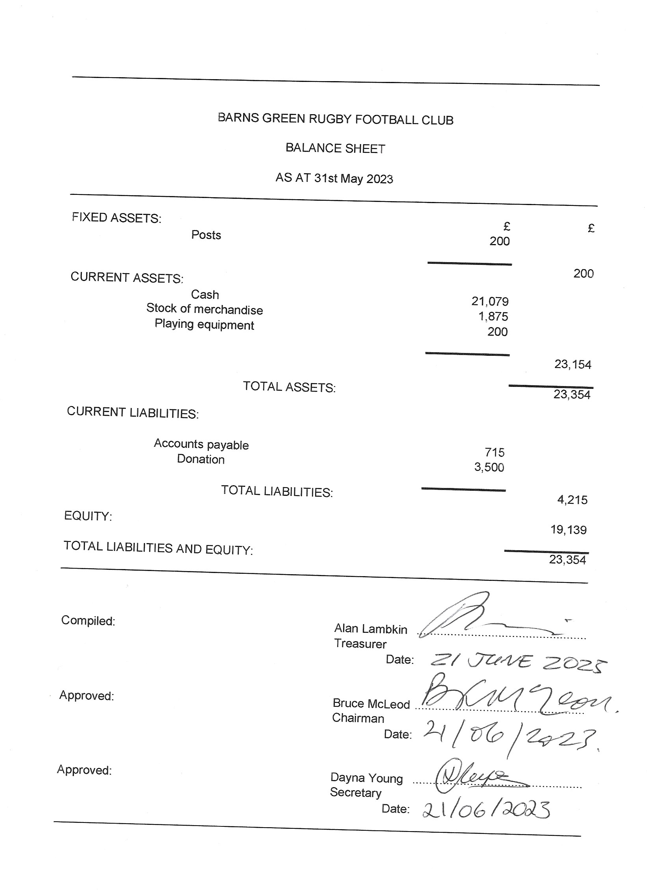 BARNS GREEN RUGBY FOOTBALL CLUB
BALANCE SHEET
AS AT 31st May 2023
FIXED ASSETS: £ £
Posts 200
200
CURRENT ASSETS:
Cash 21,079
Stock of merchandise 1,875
Playing equipment 200
23,154
TOTAL ASSETS: 23,354
CURRENT LIABILITIES:
Accounts payable 715
Donation 3,500
TOTAL LIABILITIES: 4,215
EQUITY: 19,139
TOTAL LIABILITIES AND EQUITY: 23,354
Compiled: Alan Lambkin
Treasurer
Date: 21 JUNE 2023
Approved: Bruce McLeod
Chairman
Date: 21/06/2023.
Approved: Dayna Young
Secretary
Date: 21/06/2023